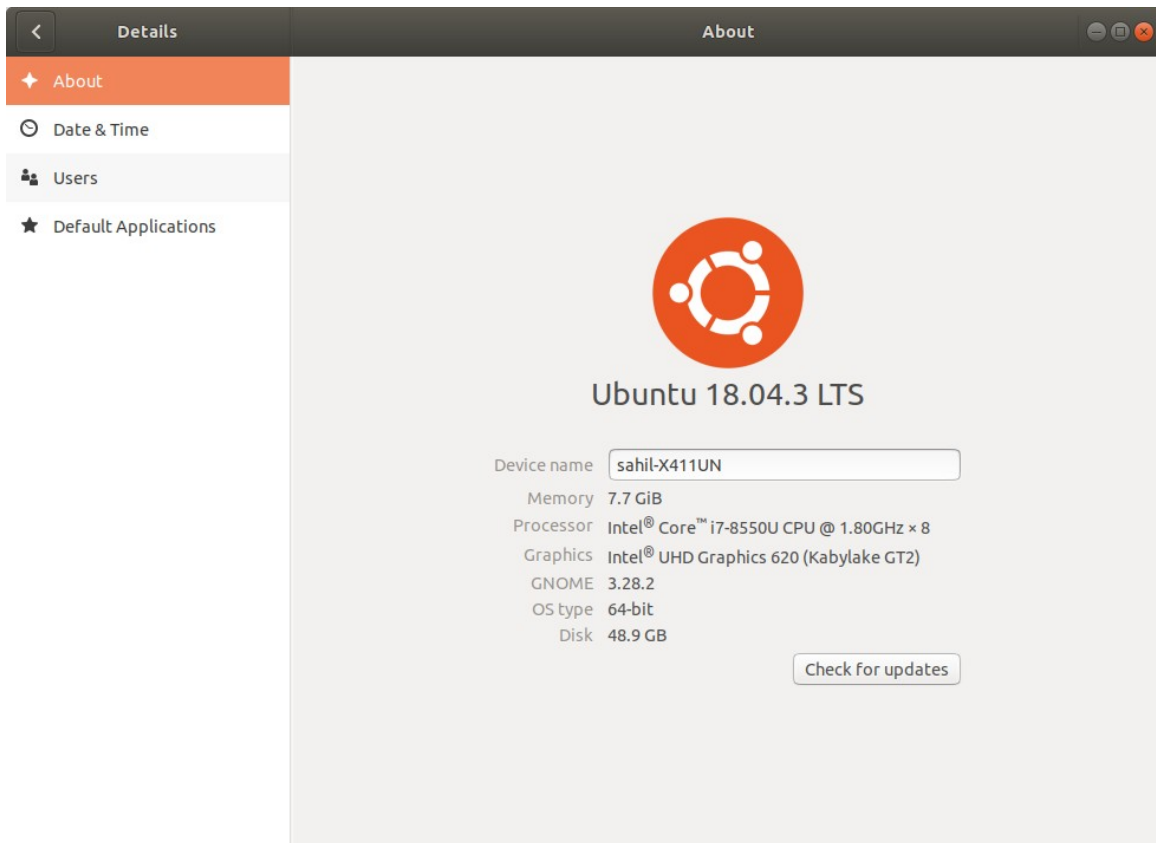 Details
About
About
Date & Time
Users
Default Applications
Ubuntu 18.04.3 LTS
Device name sahil-X411UN
Memory 7.7 GiB
Processor Intel® Core™ i7-8550U CPU @ 1.80GHz × 8
Graphics Intel® UHD Graphics 620 (Kabylake GT2)
GNOME 3.28.2
OS type 64-bit
Disk 48.9 GB
Check for updates